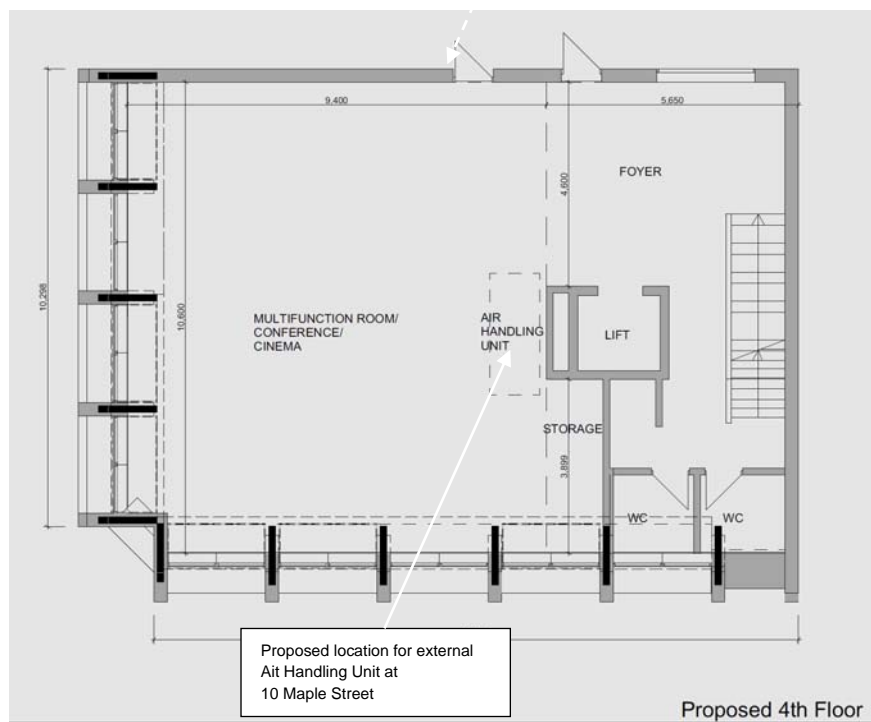 9.400
5.650
FOYER
4.600
10.298
10.600
MULTIFUNCTION ROOM/
CONFERENCE/
CINEMA
AIR
HANDLING
UNIT
LIFT
STORAGE
3.899
WC
WC
Proposed location for external
Ait Handling Unit at
10 Maple Street
Proposed 4th Floor